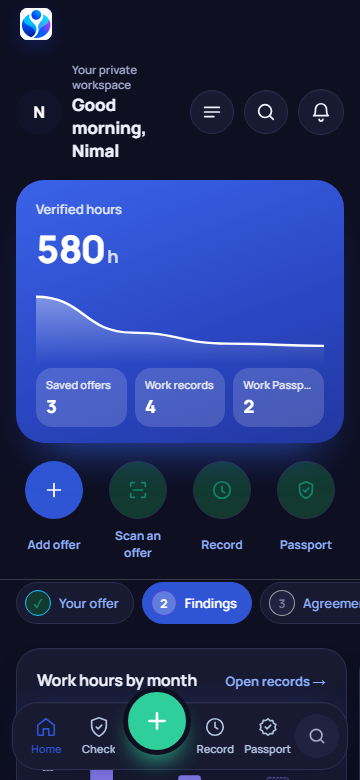 Your private
workspace
N
Good
morning,
Nimal
Verified hours
580h
Saved offers
3
Work records
4
Work Passp...
2
Add offer
Scan an
offer
Record
Passport
✓ Your offer
2 Findings
3 Agreeme
Work hours by month
Open records →
Home
Check
+
Record
Passport